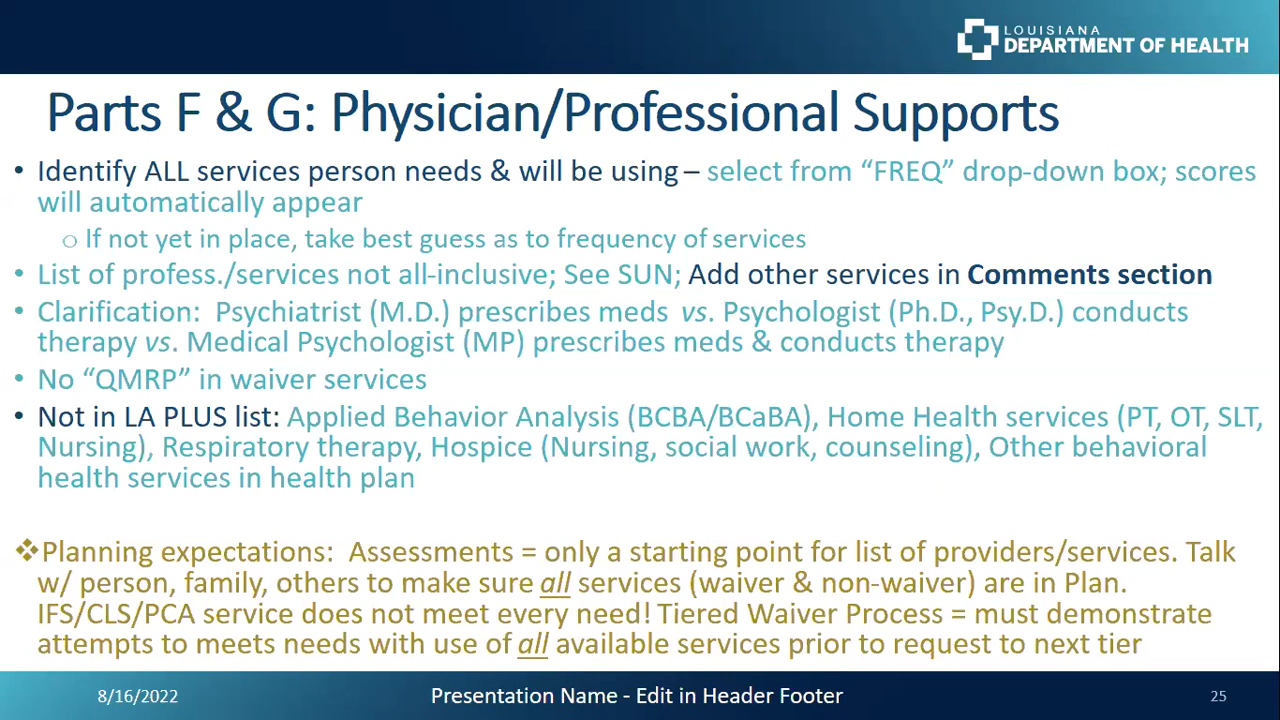 LOUISIANA
DEPARTMENT OF HEALTH
Parts F & G: Physician/Professional Supports
• Identify ALL services person needs & will be using – select from “FREQ” drop-down box; scores
will automatically appear
o If not yet in place, take best guess as to frequency of services
• List of profess./services not all-inclusive; See SUN; Add other services in Comments section
• Clarification: Psychiatrist (M.D.) prescribes meds vs. Psychologist (Ph.D., Psy.D.) conducts
therapy vs. Medical Psychologist (MP) prescribes meds & conducts therapy
• No “QMRP” in waiver services
• Not in LA PLUS list: Applied Behavior Analysis (BCBA/BCaBA), Home Health services (PT, OT, SLT,
Nursing), Respiratory therapy, Hospice (Nursing, social work, counseling), Other behavioral
health services in health plan
❖Planning expectations: Assessments = only a starting point for list of providers/services. Talk
w/ person, family, others to make sure all services (waiver & non-waiver) are in Plan.
IFS/CLS/PCA service does not meet every need! Tiered Waiver Process = must demonstrate
attempts to meets needs with use of all available services prior to request to next tier
8/16/2022
Presentation Name - Edit in Header Footer
25